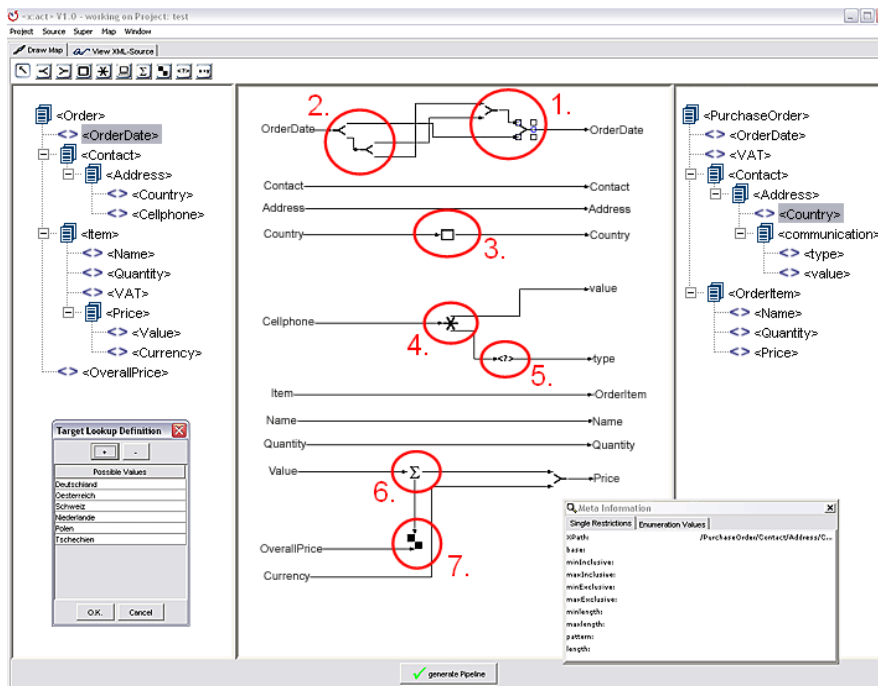 <x:act> V1.0 - working on Project: test
Project Source Super Map Window
Draw Map View XML-Source
<Order>
<OrderDate>
<Contact>
<Address>
<Country>
<Cellphone>
<Item>
<Name>
<Quantity>
<VAT>
<Price>
<Value>
<Currency>
<OverallPrice>
Target Lookup Definition
+ -
Possible Values
Deutschland
Oesterreich
Schweiz
Niederlande
Polen
Tschechien
O.K. Cancel
2. 1.
OrderDate OrderDate
Contact Contact
Address Address
Country Country
3.
value
Cellphone
4.
<?> type
5.
Item OrderItem
Name Name
Quantity Quantity
Value Σ Price
6.
OverallPrice
7.
Currency
<PurchaseOrder>
<OrderDate>
<VAT>
<Contact>
<Address>
<Country>
<communication>
<type>
<value>
<OrderItem>
<Name>
<Quantity>
<Price>
Meta Information
Single Restrictions Enumeration Values
XPath: /PurchaseOrder/Contact/Address/C...
base:
minInclusive:
maxInclusive:
minExclusive:
maxExclusive:
minlength:
maxlength:
pattern:
length:
generate Pipeline